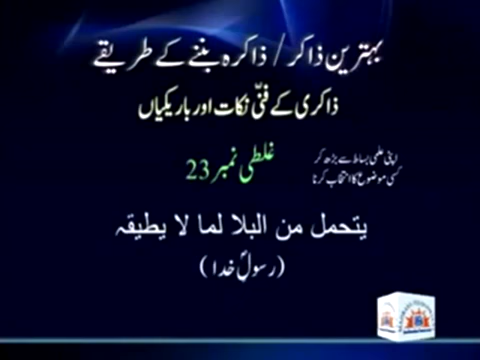 بہترین ذاکر / ذاکرہ بننے کے طریقے
ذاکری کے فنّی نکات اور باریکیاں
غلطی نمبر 23
اپنی علمی بساط سے بڑھ کر
کسی موضوع کا انتخاب کرنا
یتحمل من البلا لما لا یطیقہ
(رسولِؐ خدا)